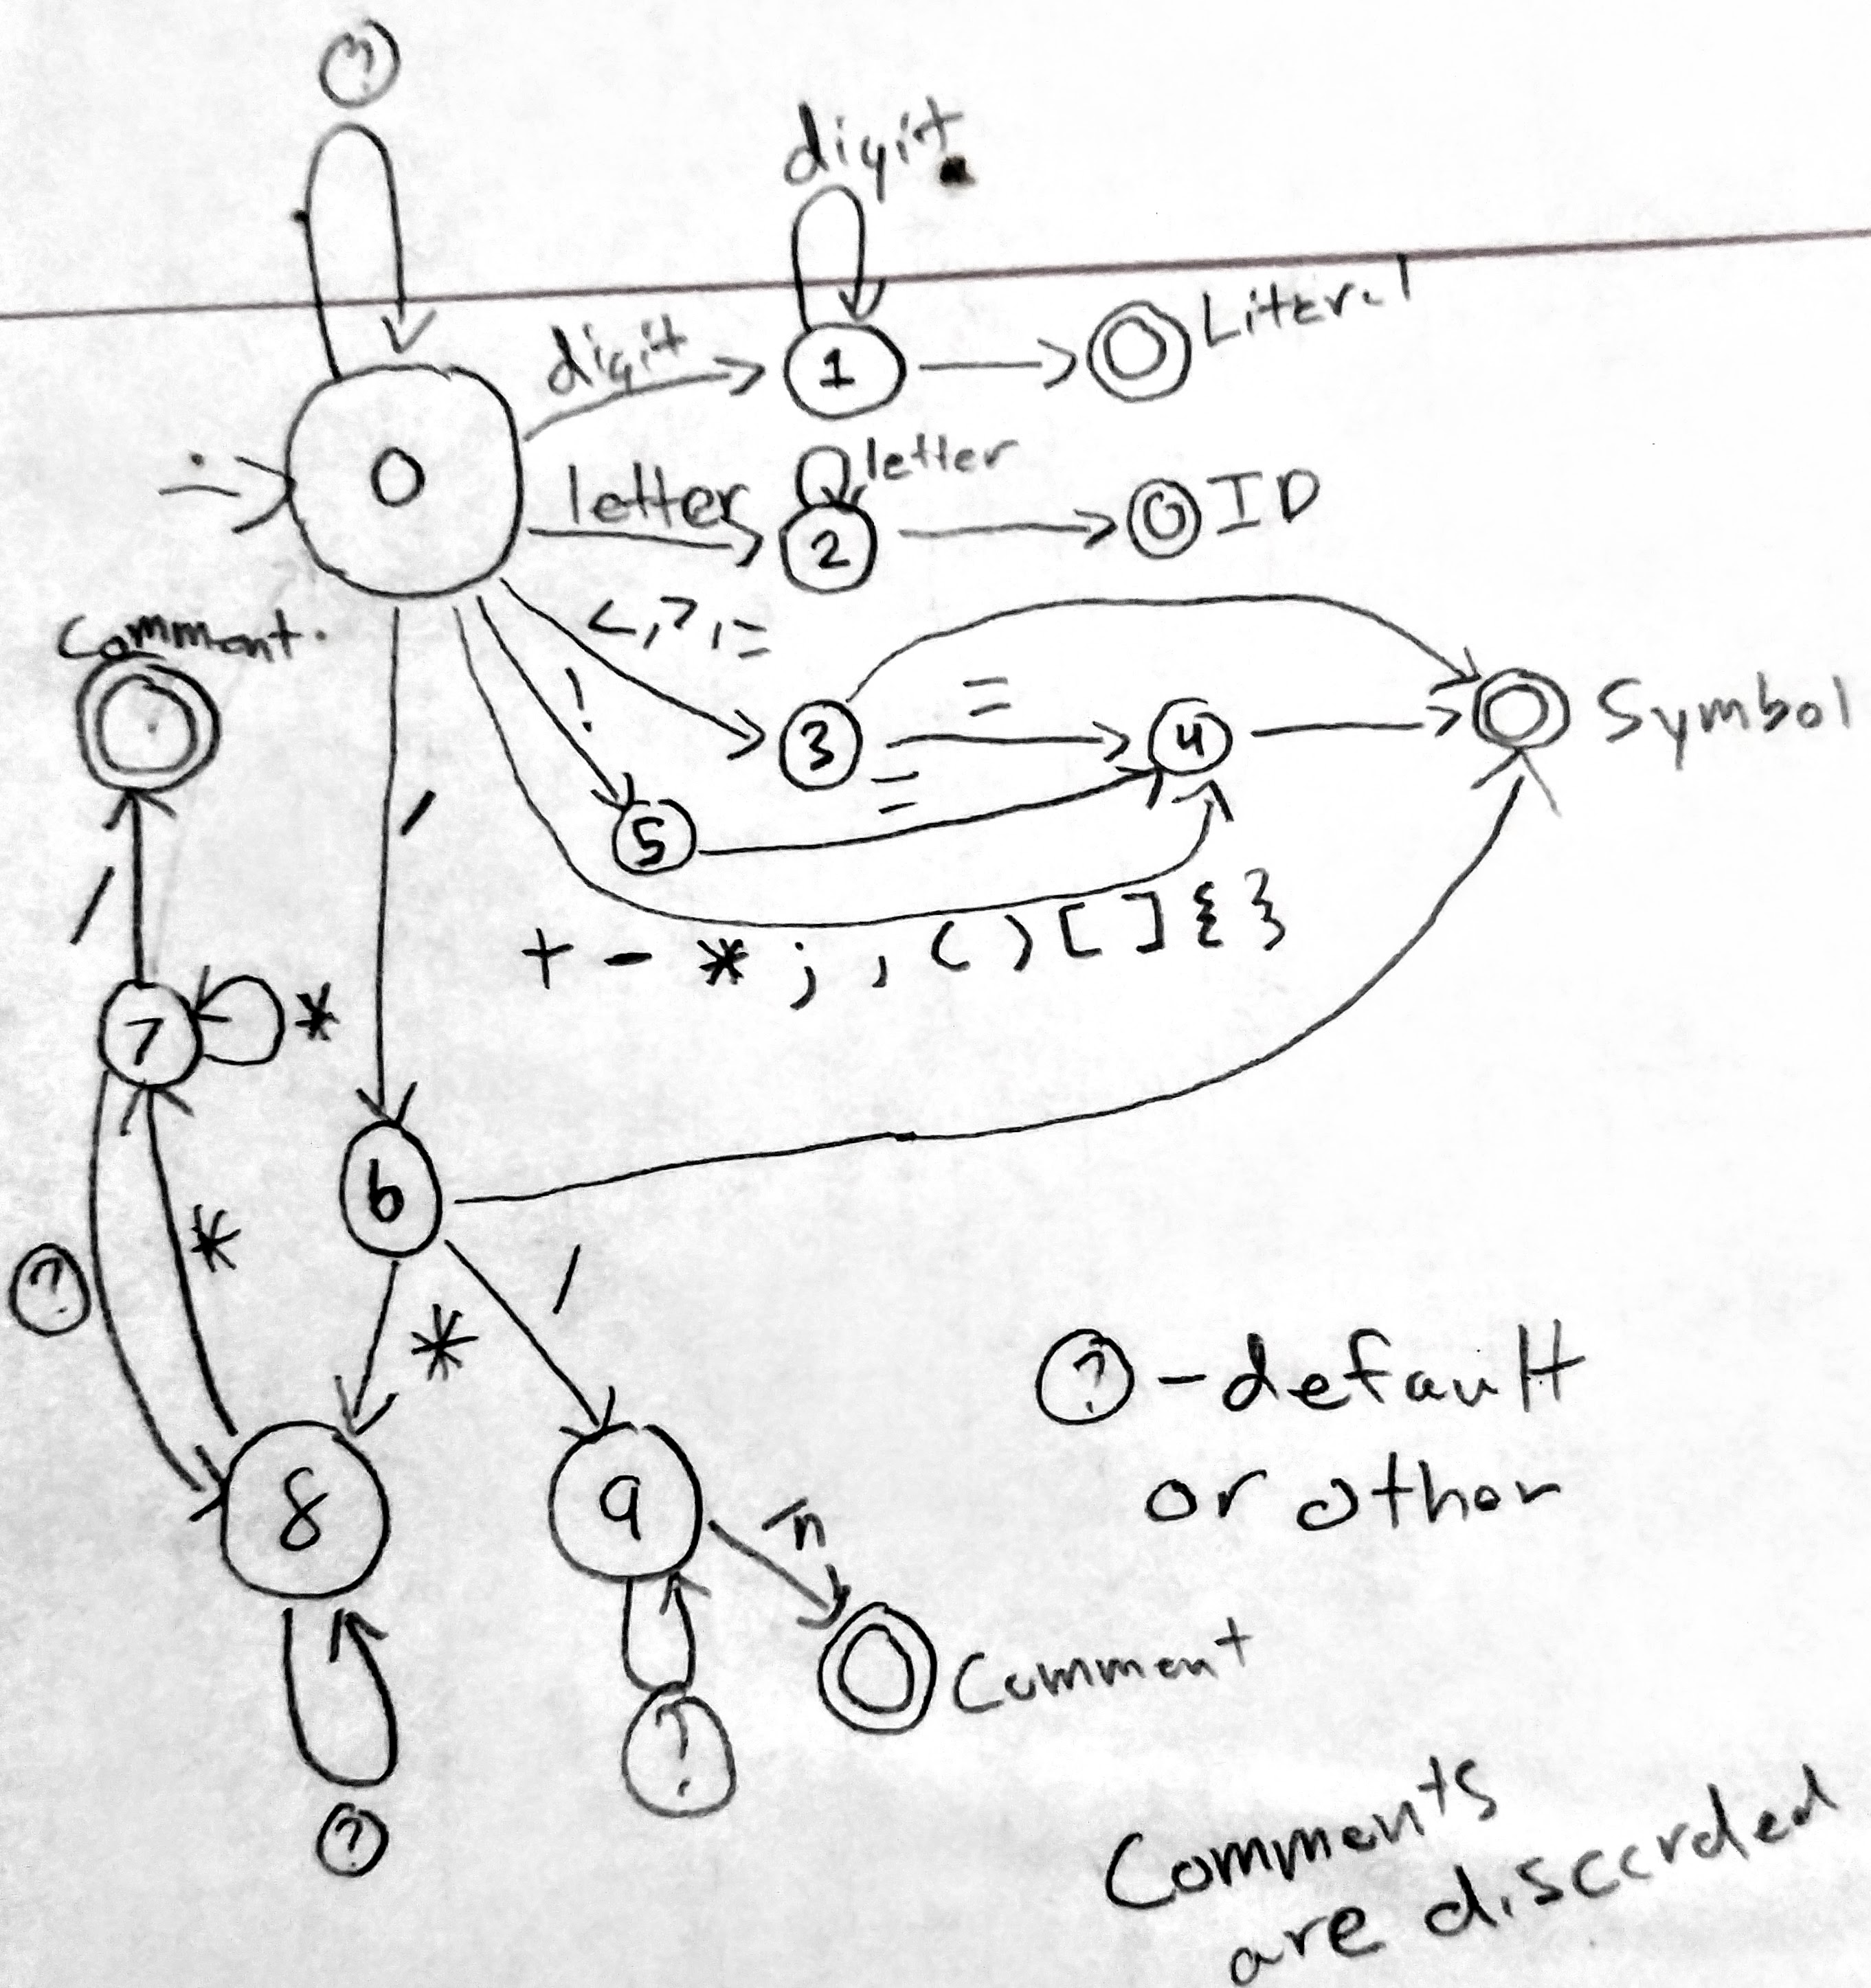 ?
digit
digit
1
Literal
0
letter
letter
2
ID
<, >, =
Comment
!
=
3
4
Symbol
/
=
5
/
+ - * ; , ( ) [ ] { }
7
*
6
?
*
/
*
? - default
or other
8
9
\n
Comment
?
?
Comments
are discarded